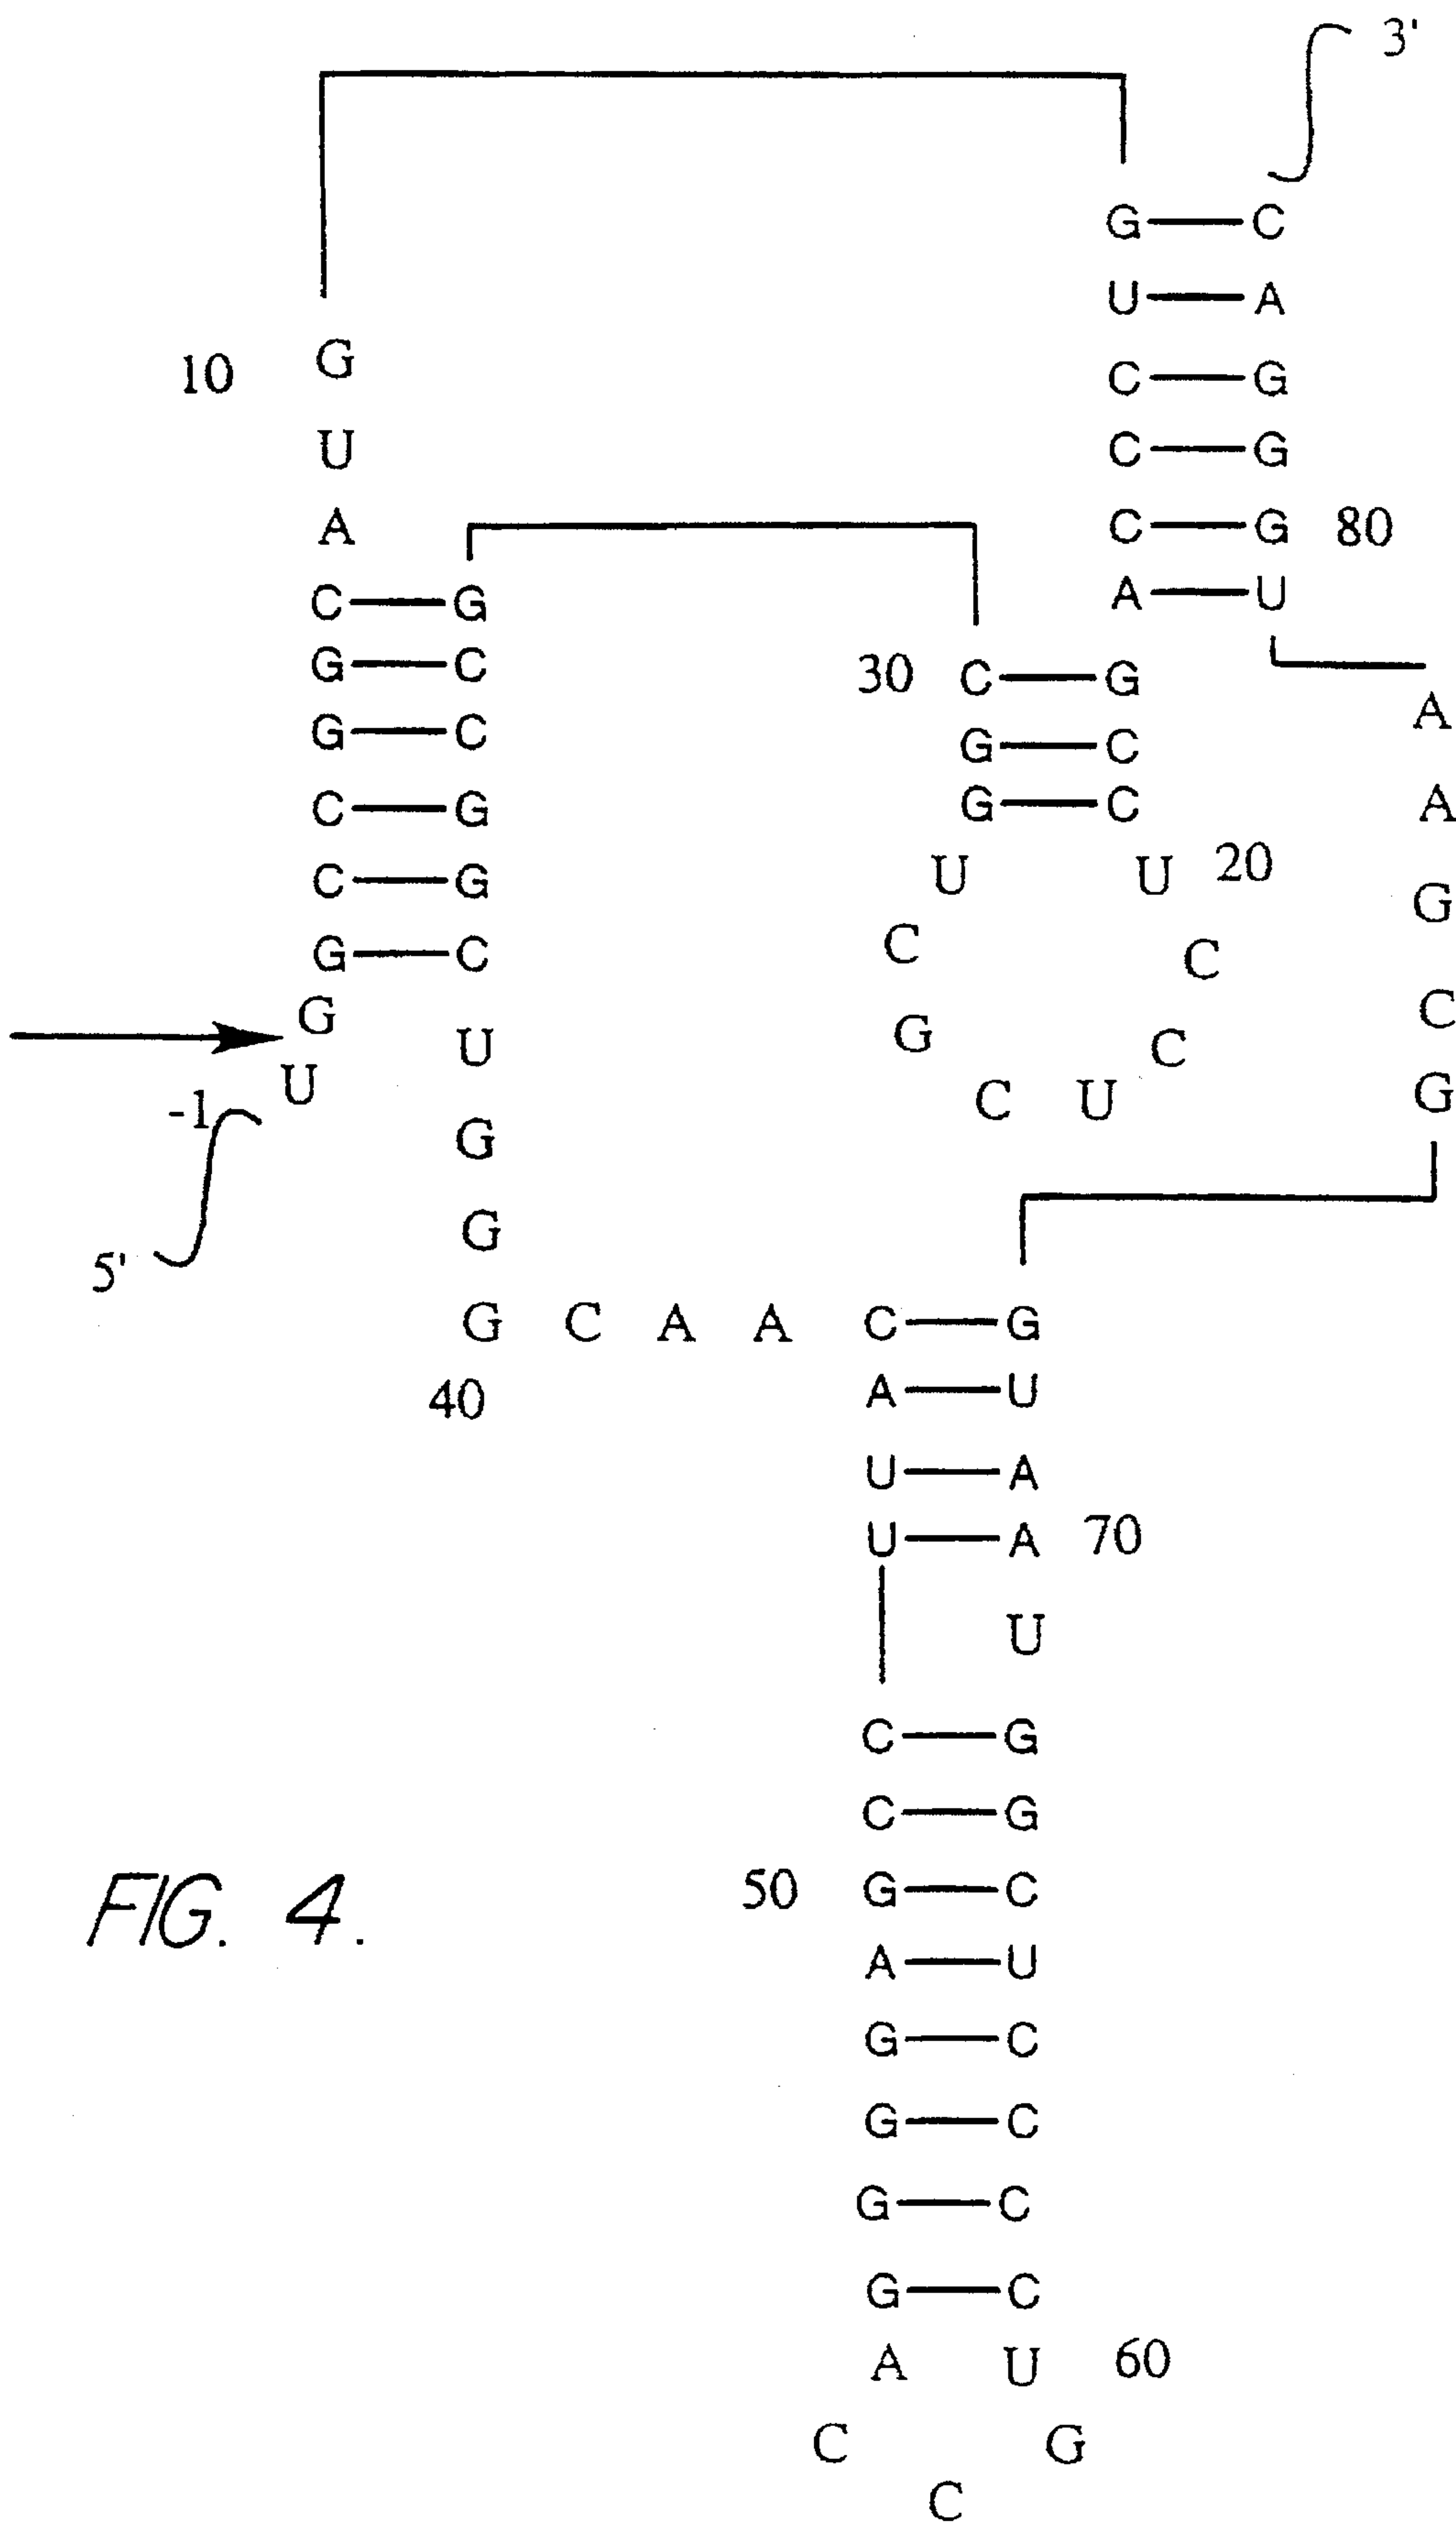 3'
G C
U A
10 G C G
U C G
A C G 80
C G A U
G C 30 C G A
G C G C A
C G G C G
C G U U 20
G C C C C
G U G C
-1 U C U G
5' G
G
G C A A C G
40 A U
U A
U A 70
U
C G
C G
50 G C
A U
G C
G C
G C
G C
A U 60
C G
C
FIG. 4.